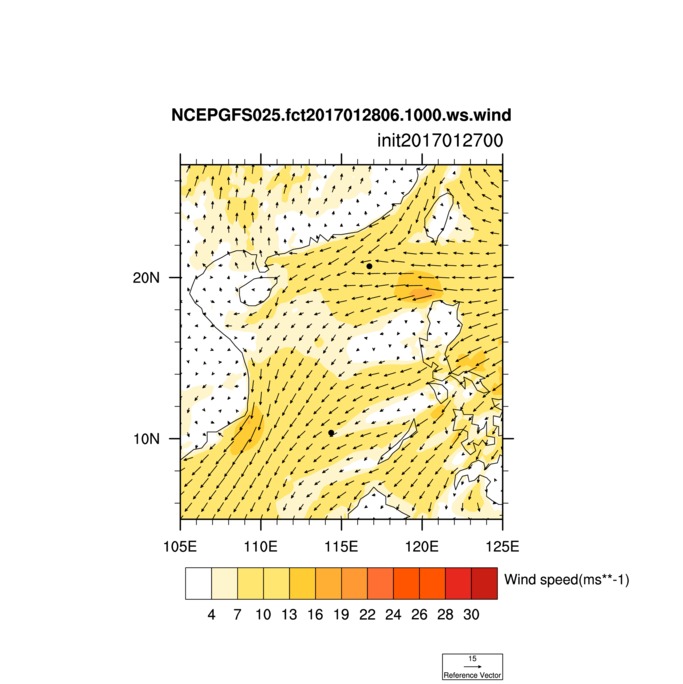 NCEPGFS025.fct2017012806.1000.ws.wind
init2017012700
20N
10N
105E 110E 115E 120E 125E
Wind speed(ms**-1)
4 7 10 13 16 19 22 24 26 28 30
15
Reference Vector